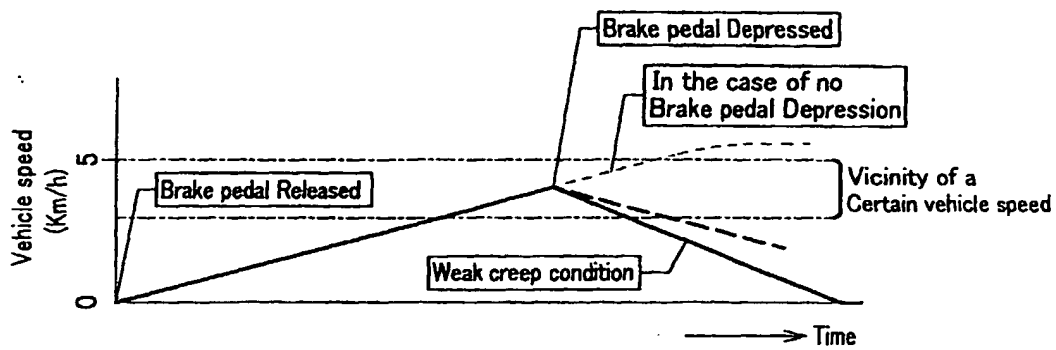 Brake pedal Depressed
In the case of no
Brake pedal Depression
Vehicle speed
(Km/h)
5
0
Brake pedal Released
Vicinity of a
Certain vehicle speed
Weak creep condition
Time